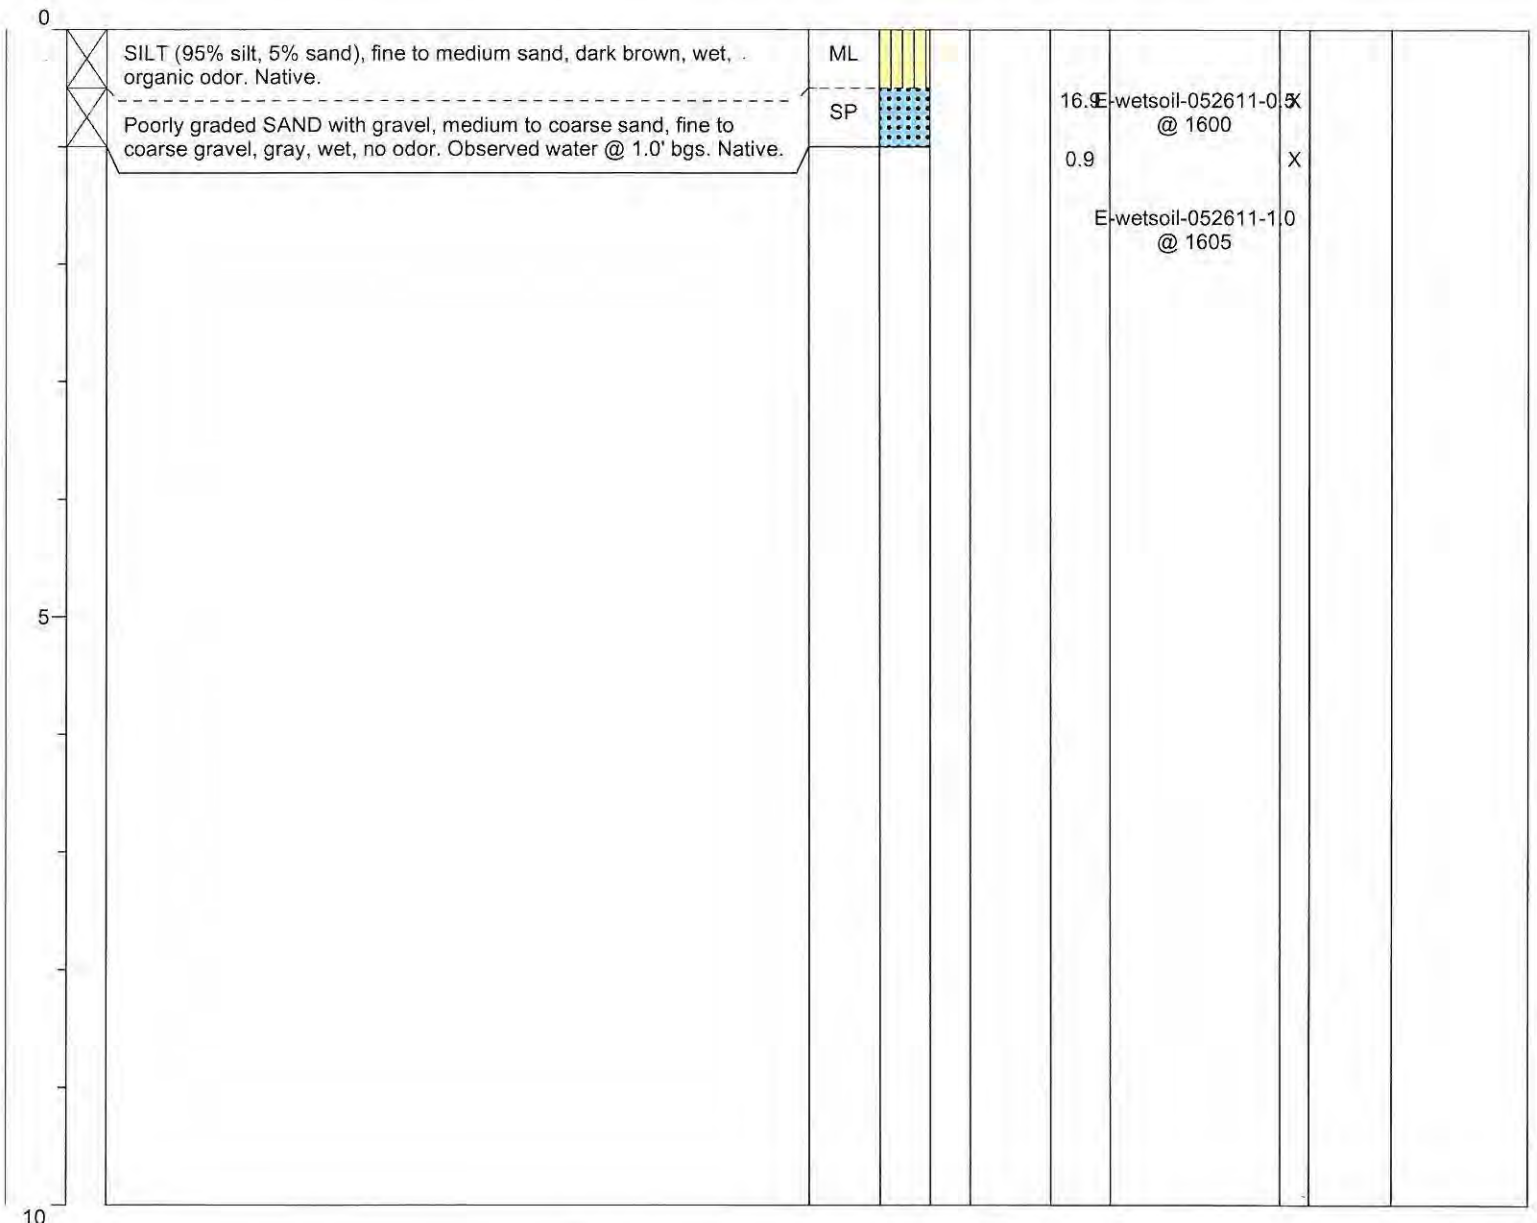 0
SILT (95% silt, 5% sand), fine to medium sand, dark brown, wet,
organic odor. Native.
ML
Poorly graded SAND with gravel, medium to coarse sand, fine to
coarse gravel, gray, wet, no odor. Observed water @ 1.0' bgs. Native.
SP
16.9 E-wetsoil-052611-0.5 X
@ 1600
0.9 X
E-wetsoil-052611-1.0
@ 1605
5
10